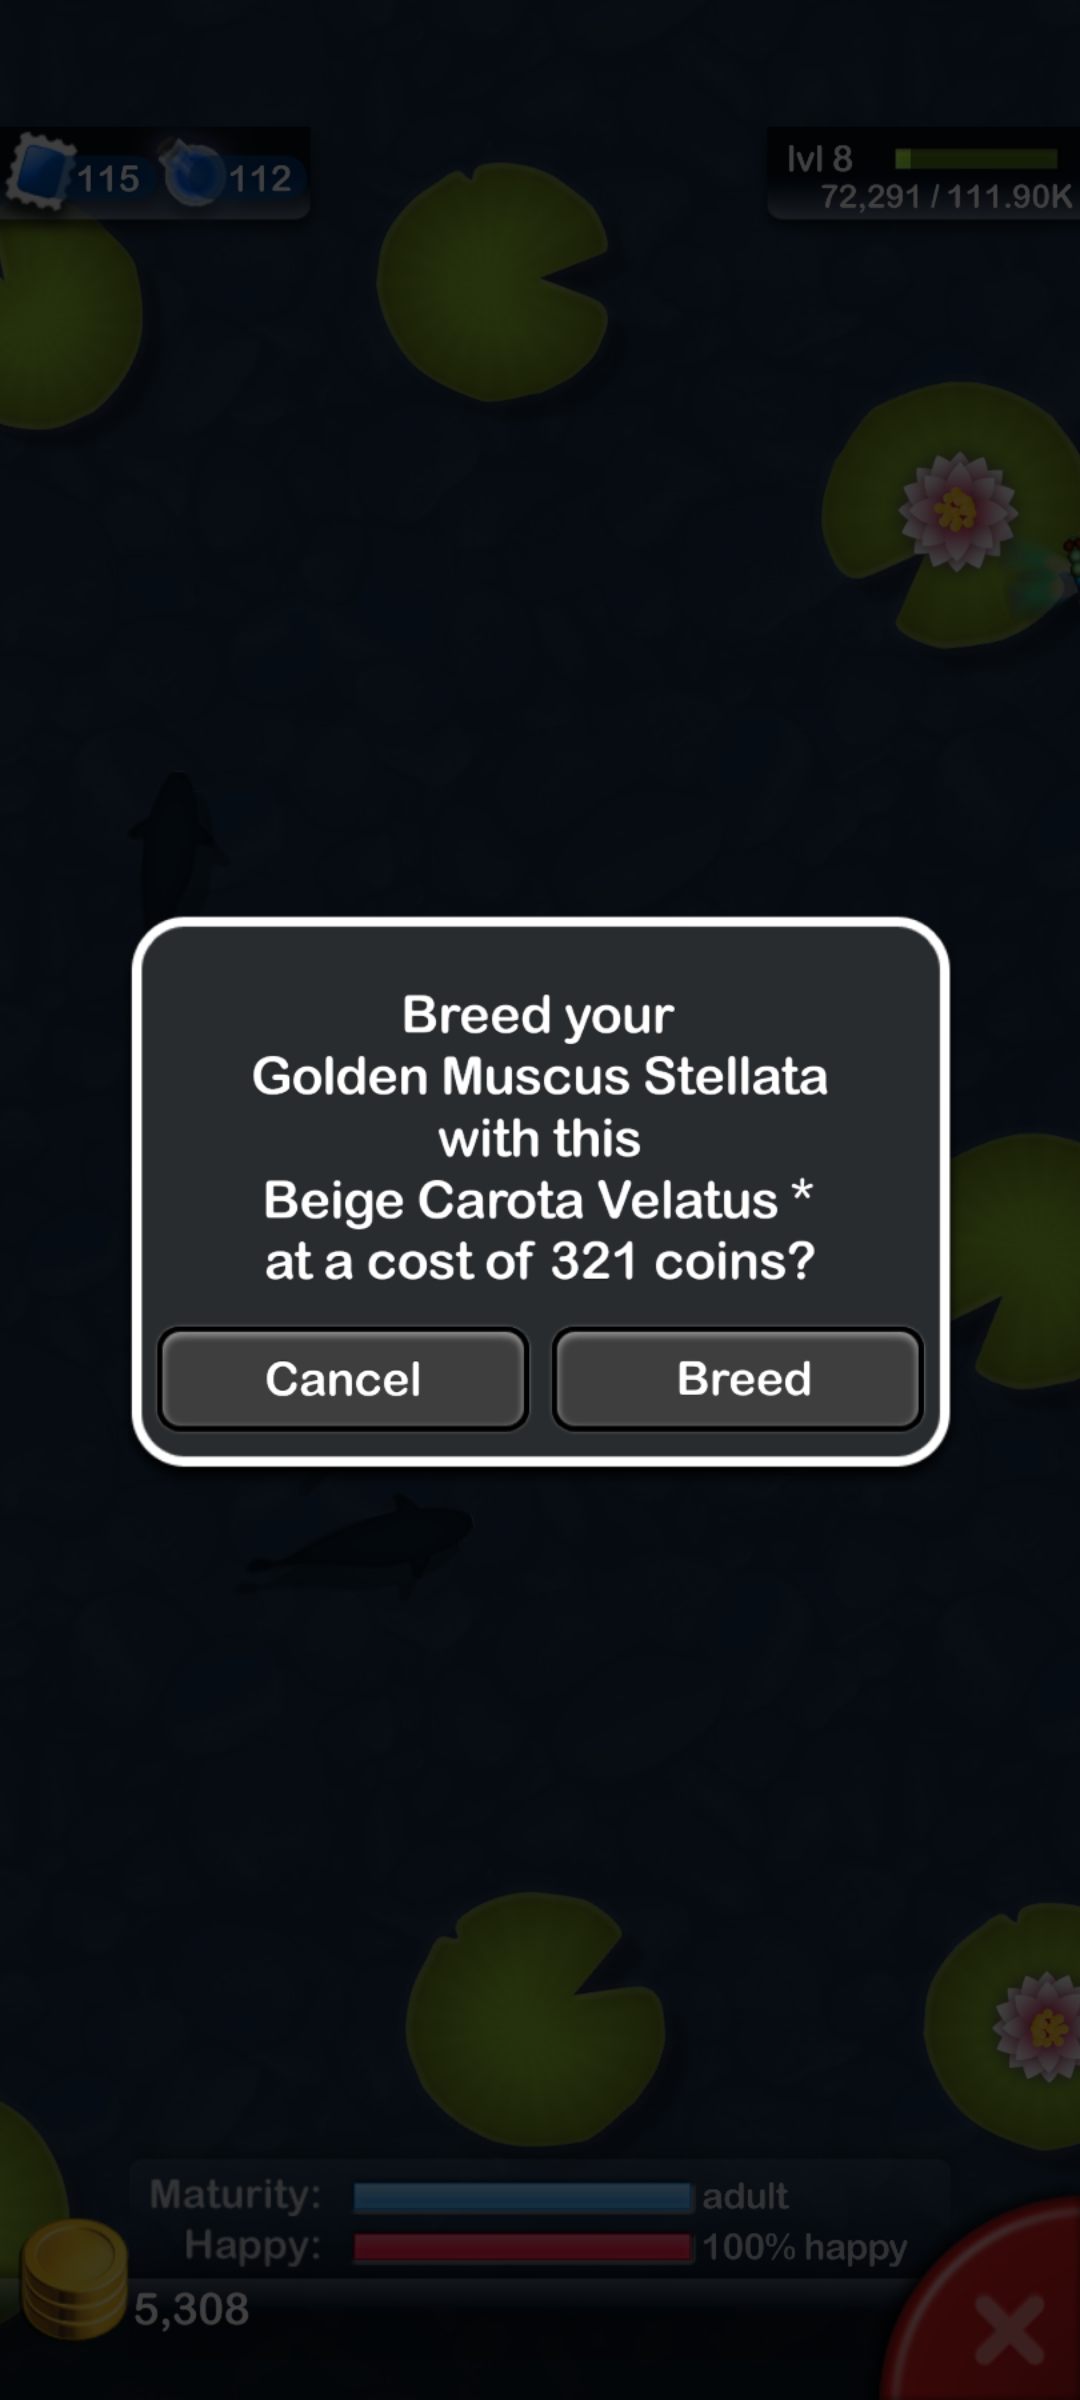 115 112
lvl 8
72,291 / 111.90K
Breed your
Golden Muscus Stellata
with this
Beige Carota Velatus *
at a cost of 321 coins?
Cancel Breed
Maturity: adult
Happy: 100% happy
5,308